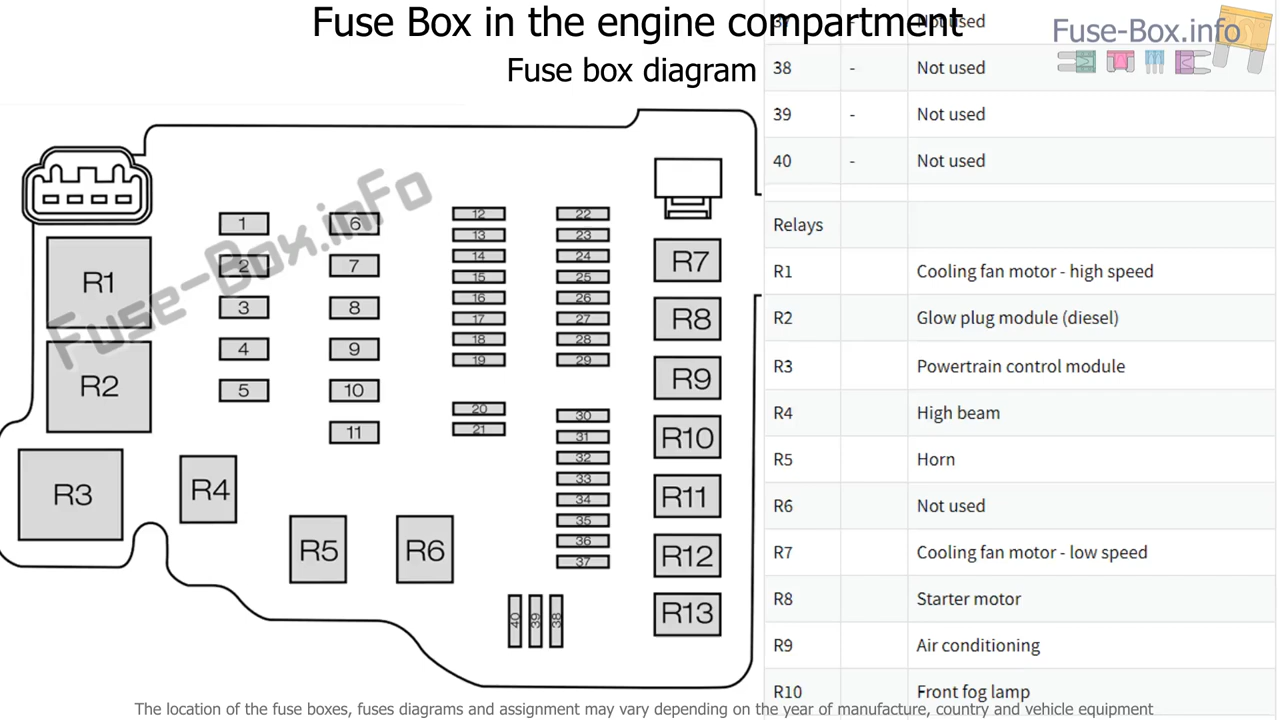 Fuse Box in the engine compartment
Fuse box diagram
Fuse-Box.info
37 - Not used
38 - Not used
39 - Not used
40 - Not used
Relays
R1 Cooling fan motor - high speed
R2 Glow plug module (diesel)
R3 Powertrain control module
R4 High beam
R5 Horn
R6 Not used
R7 Cooling fan motor - low speed
R8 Starter motor
R9 Air conditioning
R10 Front fog lamp
Fuse-Box.inFo
R1
R2
R3
R4
R5
R6
1
2
3
4
5
6
7
8
9
10
11
12
13
14
15
16
17
18
19
20
21
22
23
24
25
26
27
28
29
30
31
32
33
34
35
36
37
40
39
38
R7
R8
R9
R10
R11
R12
R13
The location of the fuse boxes, fuses diagrams and assignment may vary depending on the year of manufacture, country and vehicle equipment